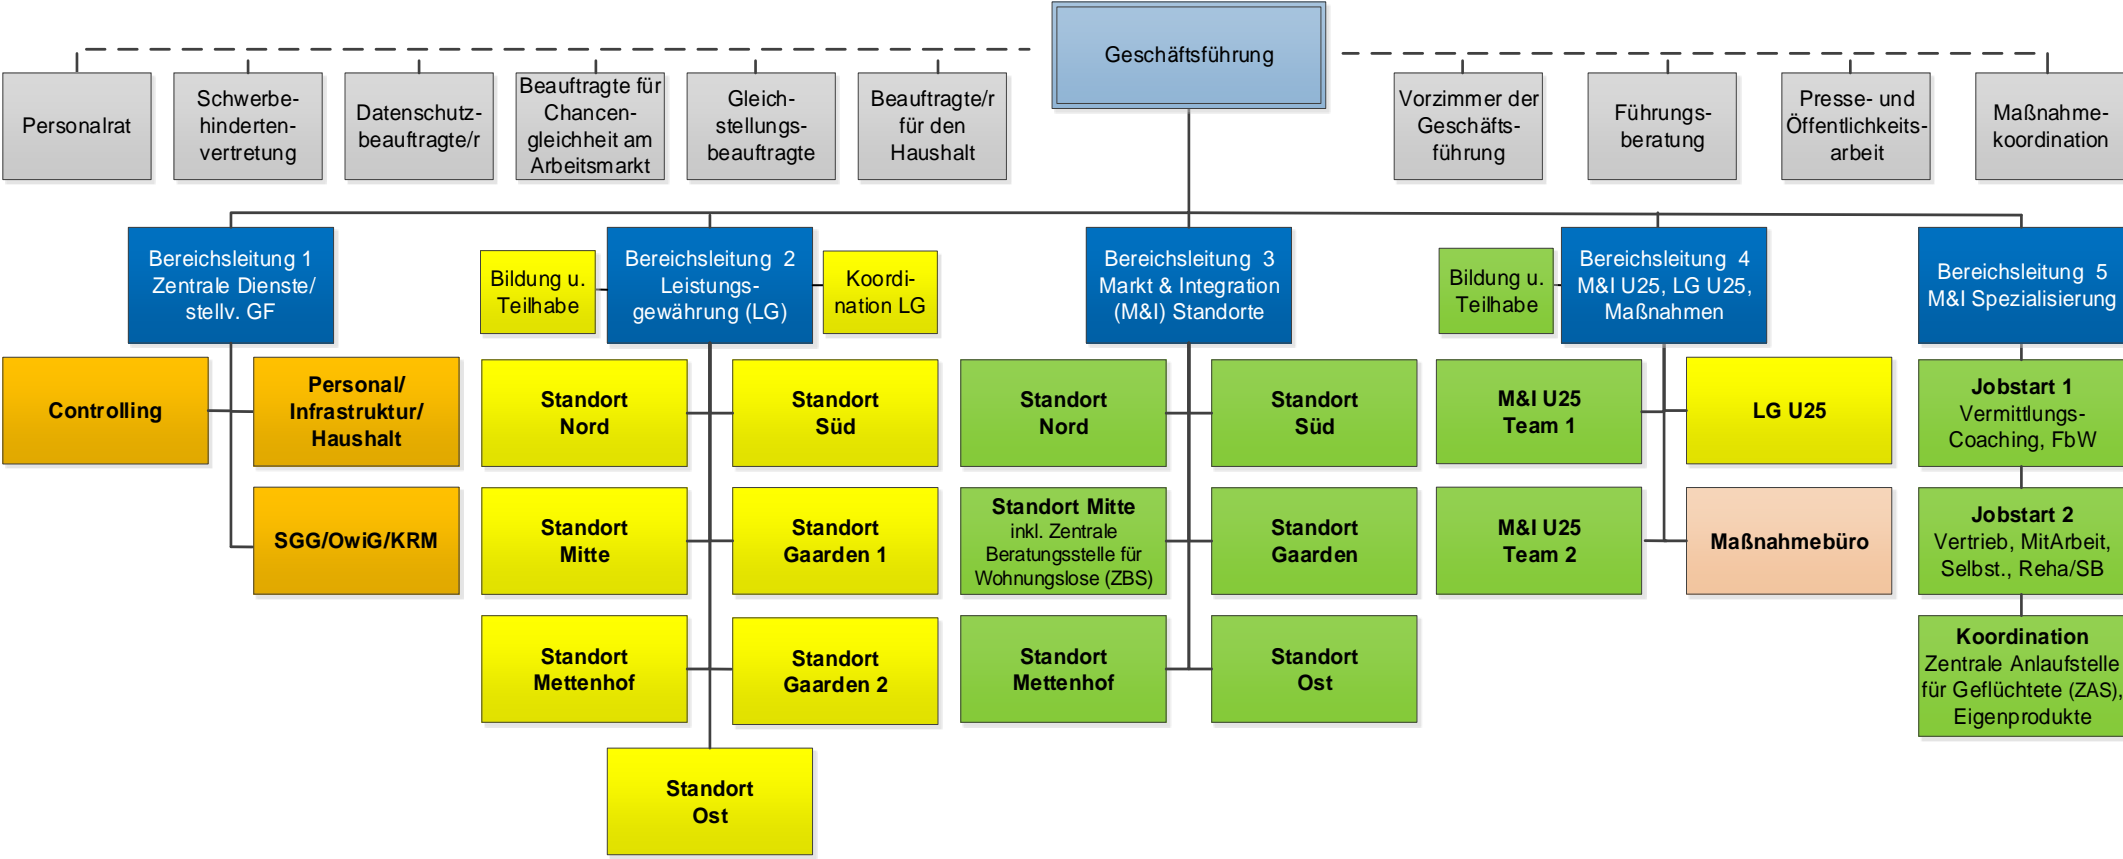 Geschäftsführung
Personalrat
Schwerbe-
hinderten-
vertretung
Datenschutz-
beauftragte/r
Beauftragte für
Chancen-
gleichheit am
Arbeitsmarkt
Gleich-
stellungs-
beauftragte
Beauftragte/r
für den
Haushalt
Vorzimmer der
Geschäfts-
führung
Führungs-
beratung
Presse- und
Öffentlichkeits-
arbeit
Maßnahme-
koordination
Bereichsleitung 1
Zentrale Dienste/
stellv. GF
Bildung u.
Teilhabe
Bereichsleitung 2
Leistungs-
gewährung (LG)
Koordi-
nation LG
Bereichsleitung 3
Markt & Integration
(M&I) Standorte
Bildung u.
Teilhabe
Bereichsleitung 4
M&I U25, LG U25,
Maßnahmen
Bereichsleitung 5
M&I Spezialisierung
Controlling
Personal/
Infrastruktur/
Haushalt
SGG/OwiG/KRM
Standort
Nord
Standort
Süd
Standort
Mitte
Standort
Gaarden 1
Standort
Mettenhof
Standort
Gaarden 2
Standort
Ost
Standort
Nord
Standort
Süd
Standort Mitte
inkl. Zentrale
Beratungsstelle für
Wohnungslose (ZBS)
Standort
Gaarden
Standort
Mettenhof
Standort
Ost
M&I U25
Team 1
LG U25
M&I U25
Team 2
Maßnahmebüro
Jobstart 1
Vermittlungs-
Coaching, FbW
Jobstart 2
Vertrieb, MitArbeit,
Selbst., Reha/SB
Koordination
Zentrale Anlaufstelle
für Geflüchtete (ZAS),
Eigenprodukte